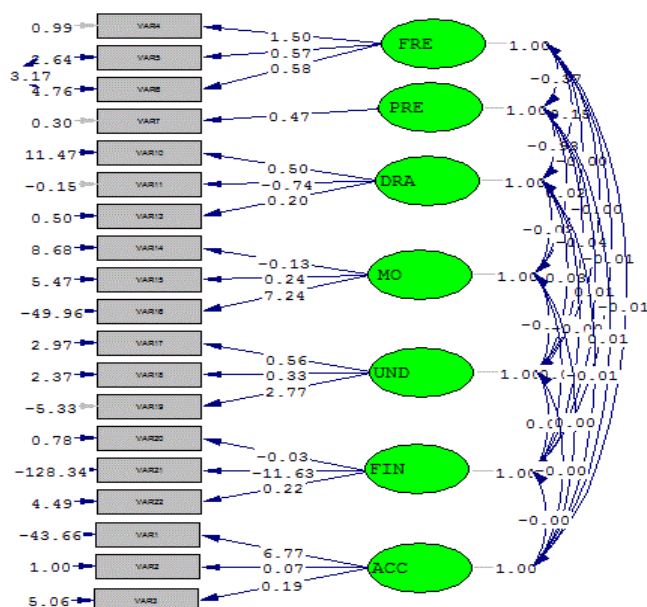 0.99 VAR4
1.50 FRE 1.00
2.64 VAR5 0.57
3.17 0.58
4.76 VAR6
-0.37
PRE 1.00
0.30 VAR7 0.47
11.47 VAR10
0.50
-0.15 VAR11 -0.74 DRA 1.00
0.20
0.50
-0.00
8.68 VAR14
-0.13 -0.04
5.47 VAR15 0.24 MO 1.00
7.24 -0.01
-49.96 VAR16
0.01
2.97 VAR17
0.56
2.37 VAR18 0.33 UND 1.00 -0.01
2.77
-5.33 VAR19
0.78 VAR20
-0.03
-128.34 VAR21 -11.63 FIN 1.00 -0.00
0.22
4.49 VAR22
-43.66 VAR1 -0.00
6.77
1.00 VAR2 0.07 ACC 1.00
0.19
5.06 VAR3